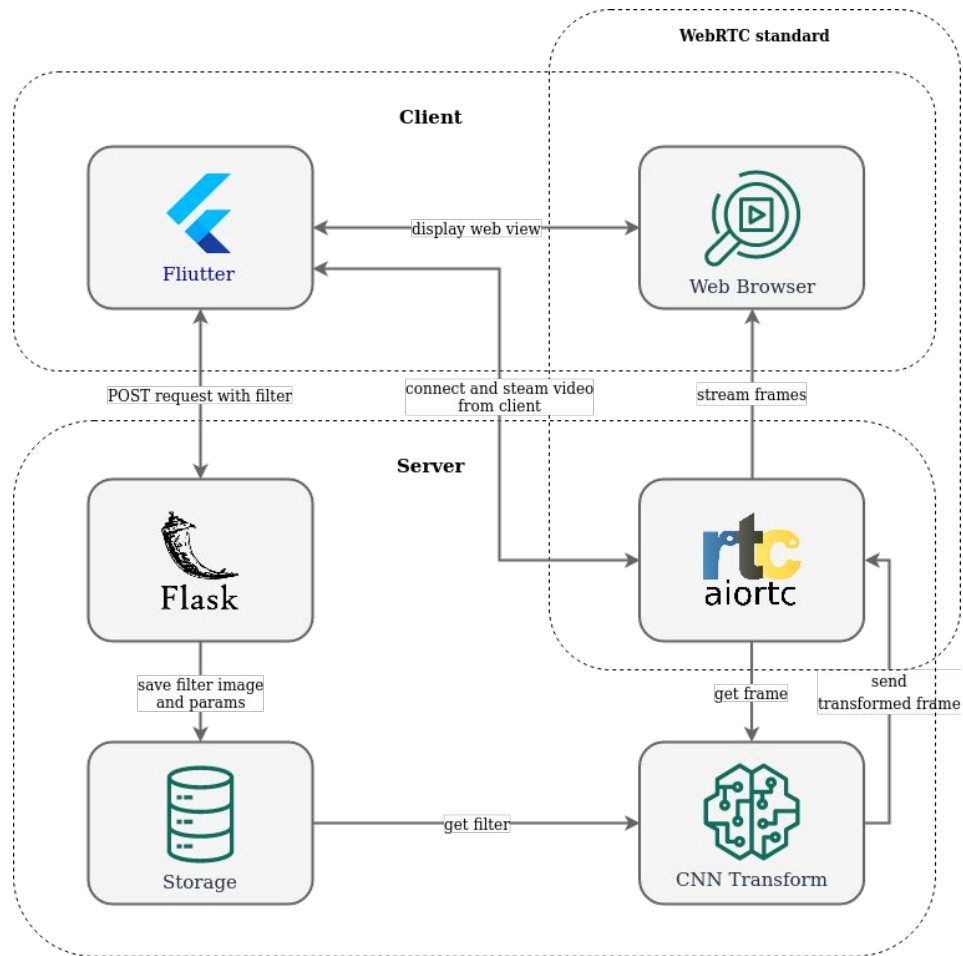 WebRTC standard
Client
Fliutter
display web view
Web Browser
POST request with filter
connect and steam video
from client
stream frames
Server
Flask
rtc
aiortc
save filter image
and params
get frame
send
transformed frame
Storage
get filter
CNN Transform